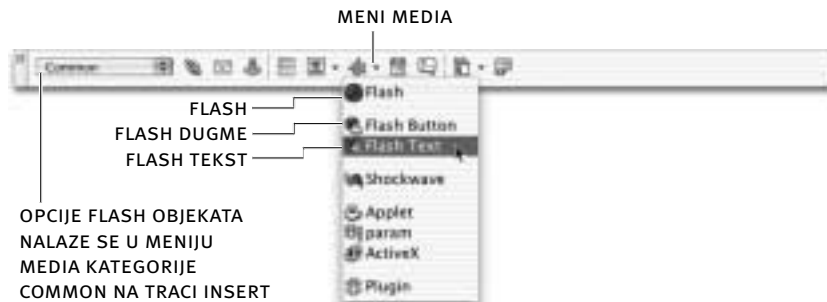 MENI MEDIA
Common
Flash
FLASH
Flash Button
FLASH DUGME
Flash Text
FLASH TEKST
Shockwave
Applet
param
ActiveX
Plugin
OPCIJE FLASH OBJEKATA
NALAZE SE U MENIJU
MEDIA KATEGORIJE
COMMON NA TRACI INSERT